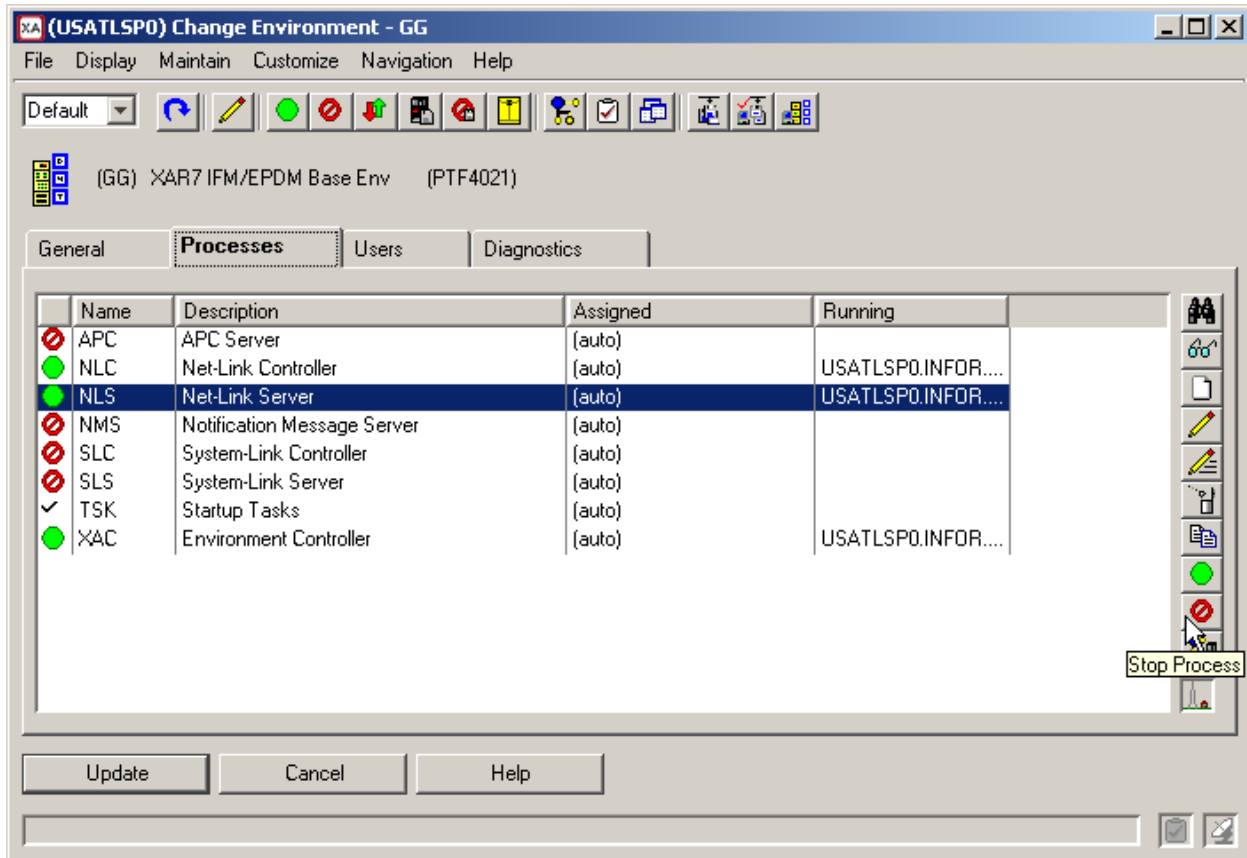 XA (USATLSP0) Change Environment - GG
File Display Maintain Customize Navigation Help
Default
(GG) XAR7 IFM/EPDM Base Env (PTF4021)
General Processes Users Diagnostics
Name Description Assigned Running
APC APC Server (auto)
NLC Net-Link Controller (auto) USATLSP0.INFOR....
NLS Net-Link Server (auto) USATLSP0.INFOR....
NMS Notification Message Server (auto)
SLC System-Link Controller (auto)
SLS System-Link Server (auto)
TSK Startup Tasks (auto)
XAC Environment Controller (auto) USATLSP0.INFOR....
Stop Process
Update Cancel Help